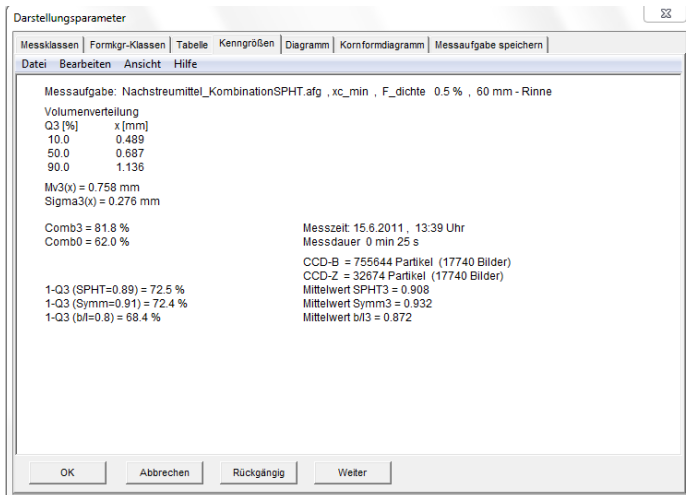 Darstellungsparameter
Messklassen Formkgr-Klassen Tabelle Kenngrößen Diagramm Kornformdiagramm Messaufgabe speichern
Datei Bearbeiten Ansicht Hilfe
Messaufgabe: Nachstreumittel_KombinationSPHT.afg , xc_min , F_dichte 0.5 % , 60 mm - Rinne
Volumenverteilung
Q3 [%] x [mm]
10.0 0.489
50.0 0.687
90.0 1.136
Mv3(x) = 0.758 mm
Sigma3(x) = 0.276 mm
Comb3 = 81.8 % Messzeit: 15.6.2011 , 13:39 Uhr
Comb0 = 62.0 % Messdauer 0 min 25 s
CCD-B = 755644 Partikel (17740 Bilder)
CCD-Z = 32674 Partikel (17740 Bilder)
1-Q3 (SPHT=0.89) = 72.5 % Mittelwert SPHT3 = 0.908
1-Q3 (Symm=0.91) = 72.4 % Mittelwert Symm3 = 0.932
1-Q3 (b/l=0.8) = 68.4 % Mittelwert b/l3 = 0.872
OK Abbrechen Rückgängig Weiter